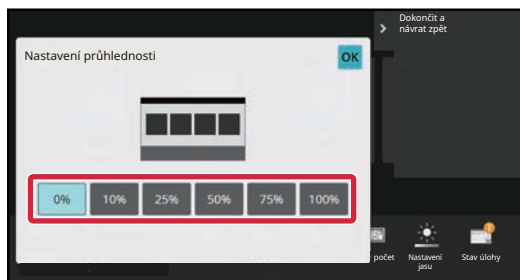 Dokončit a
návrat zpět
Nastavení průhlednosti
OK
0%
10%
25%
50%
75%
100%
počet
Nastavení
jasu
Stav úlohy